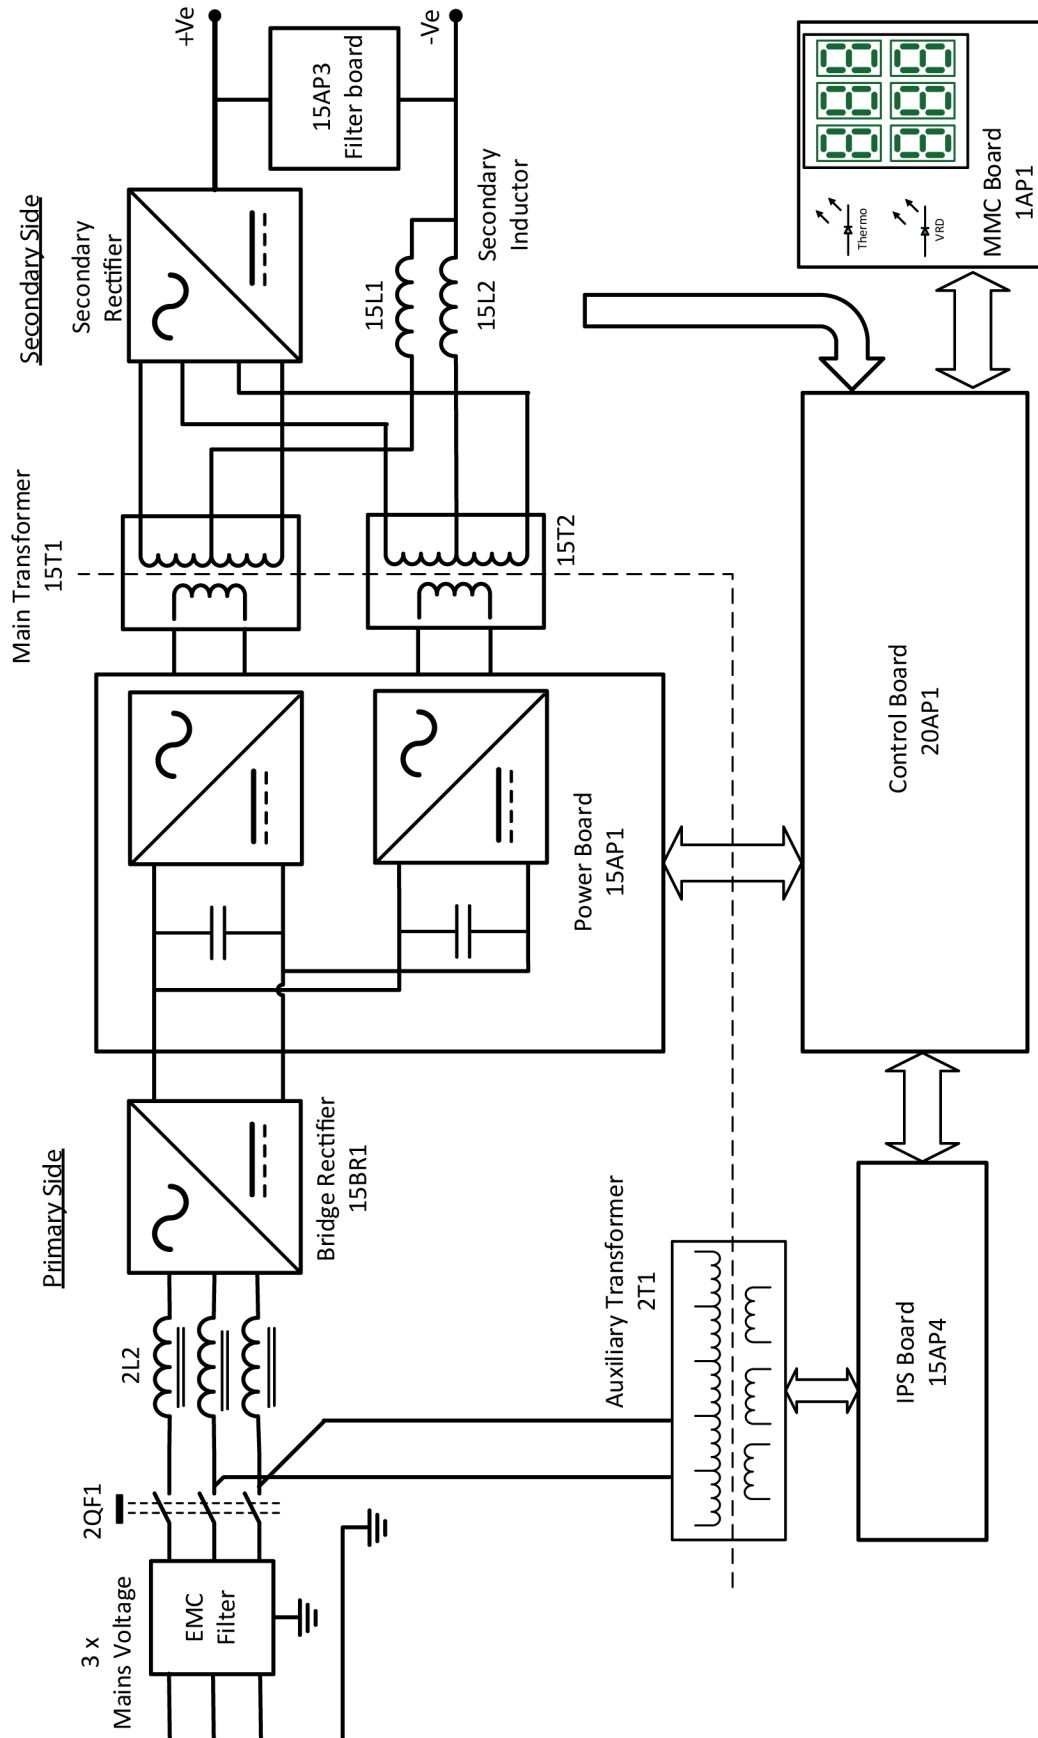 Primary Side
Secondary Side
3 x
Mains Voltage
EMC
Filter
2QF1
2L2
Bridge Rectifier
15BR1
Power Board
15AP1
Main Transformer
15T1
15T2
Secondary
Rectifier
15L1
15L2
Secondary
Inductor
15AP3
Filter board
+Ve
-Ve
Auxiliary Transformer
2T1
IPS Board
15AP4
Control Board
20AP1
Thermo
VRD
MMC Board
1AP1
888
888